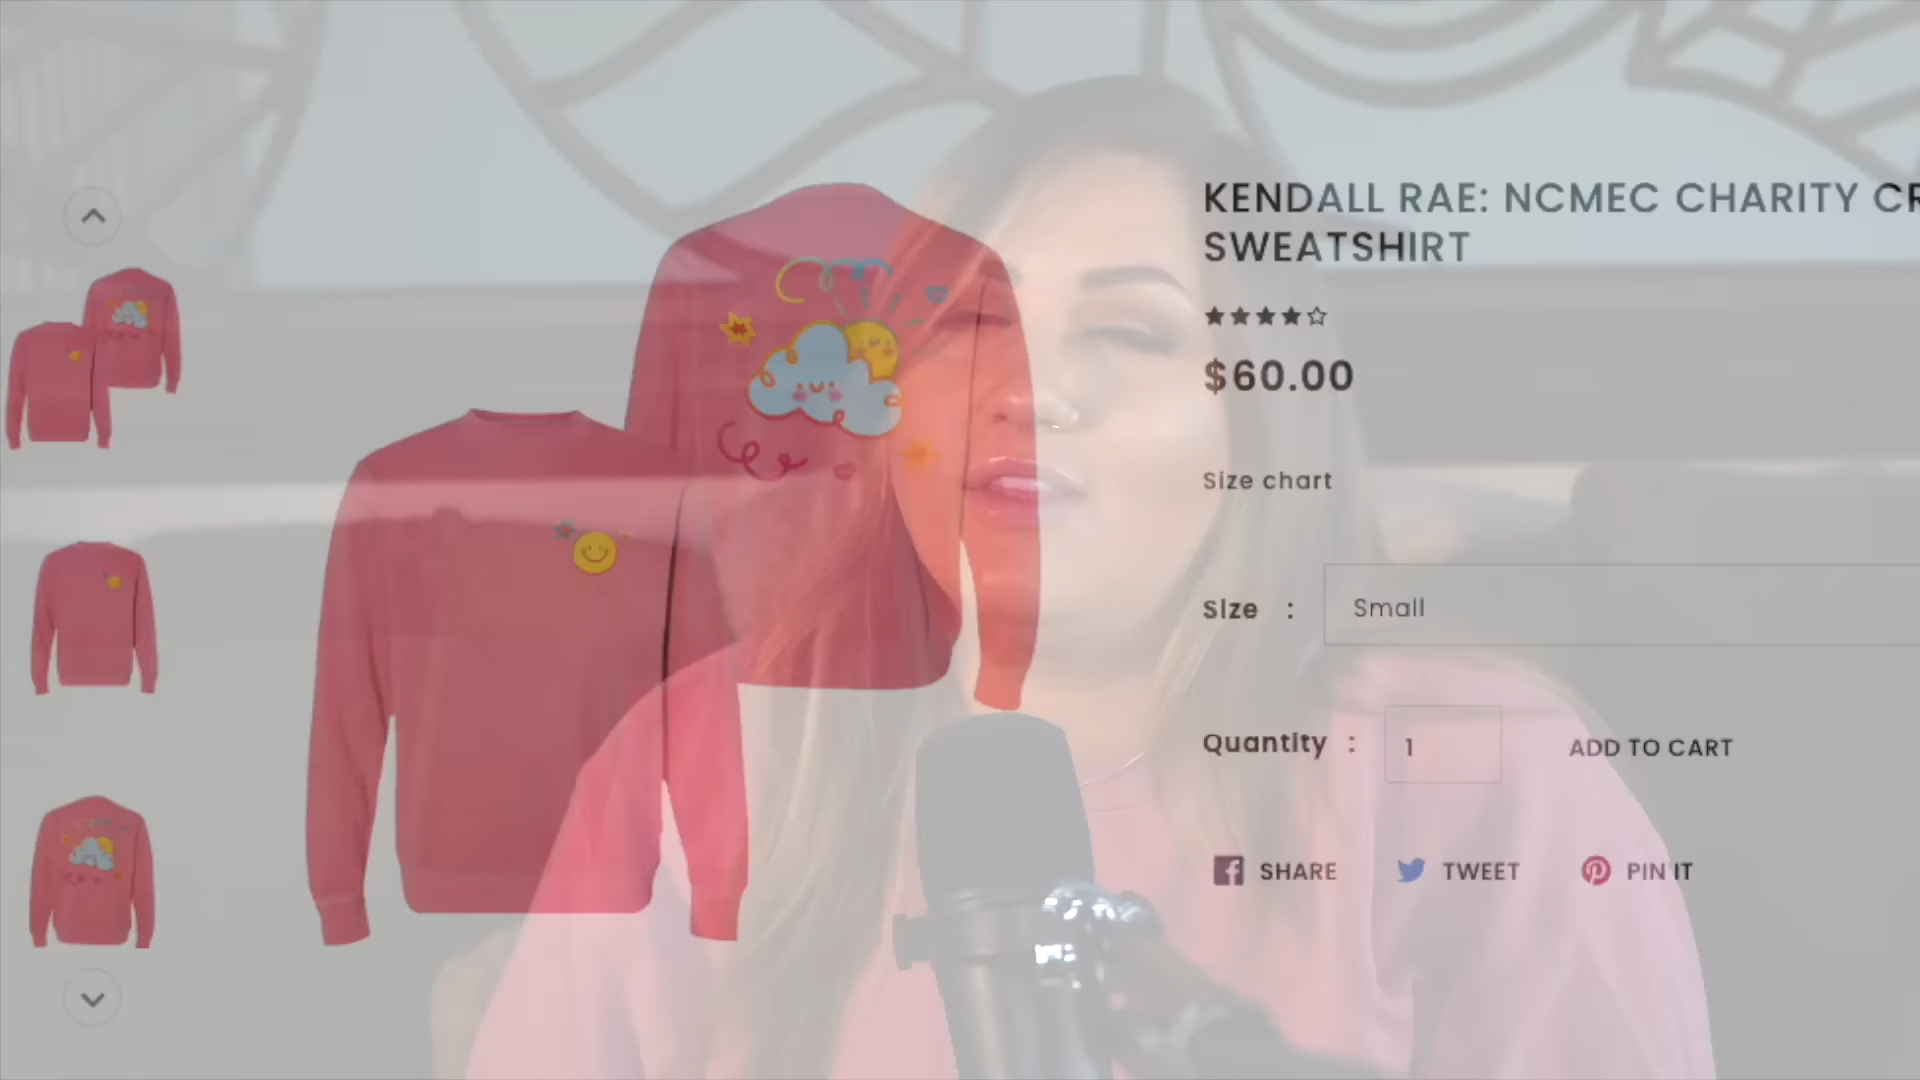 KENDALL RAE: NCMEC CHARITY CR
SWEATSHIRT
$60.00
Size chart
Size :
Small
Quantity :
1
ADD TO CART
SHARE
TWEET
PIN IT